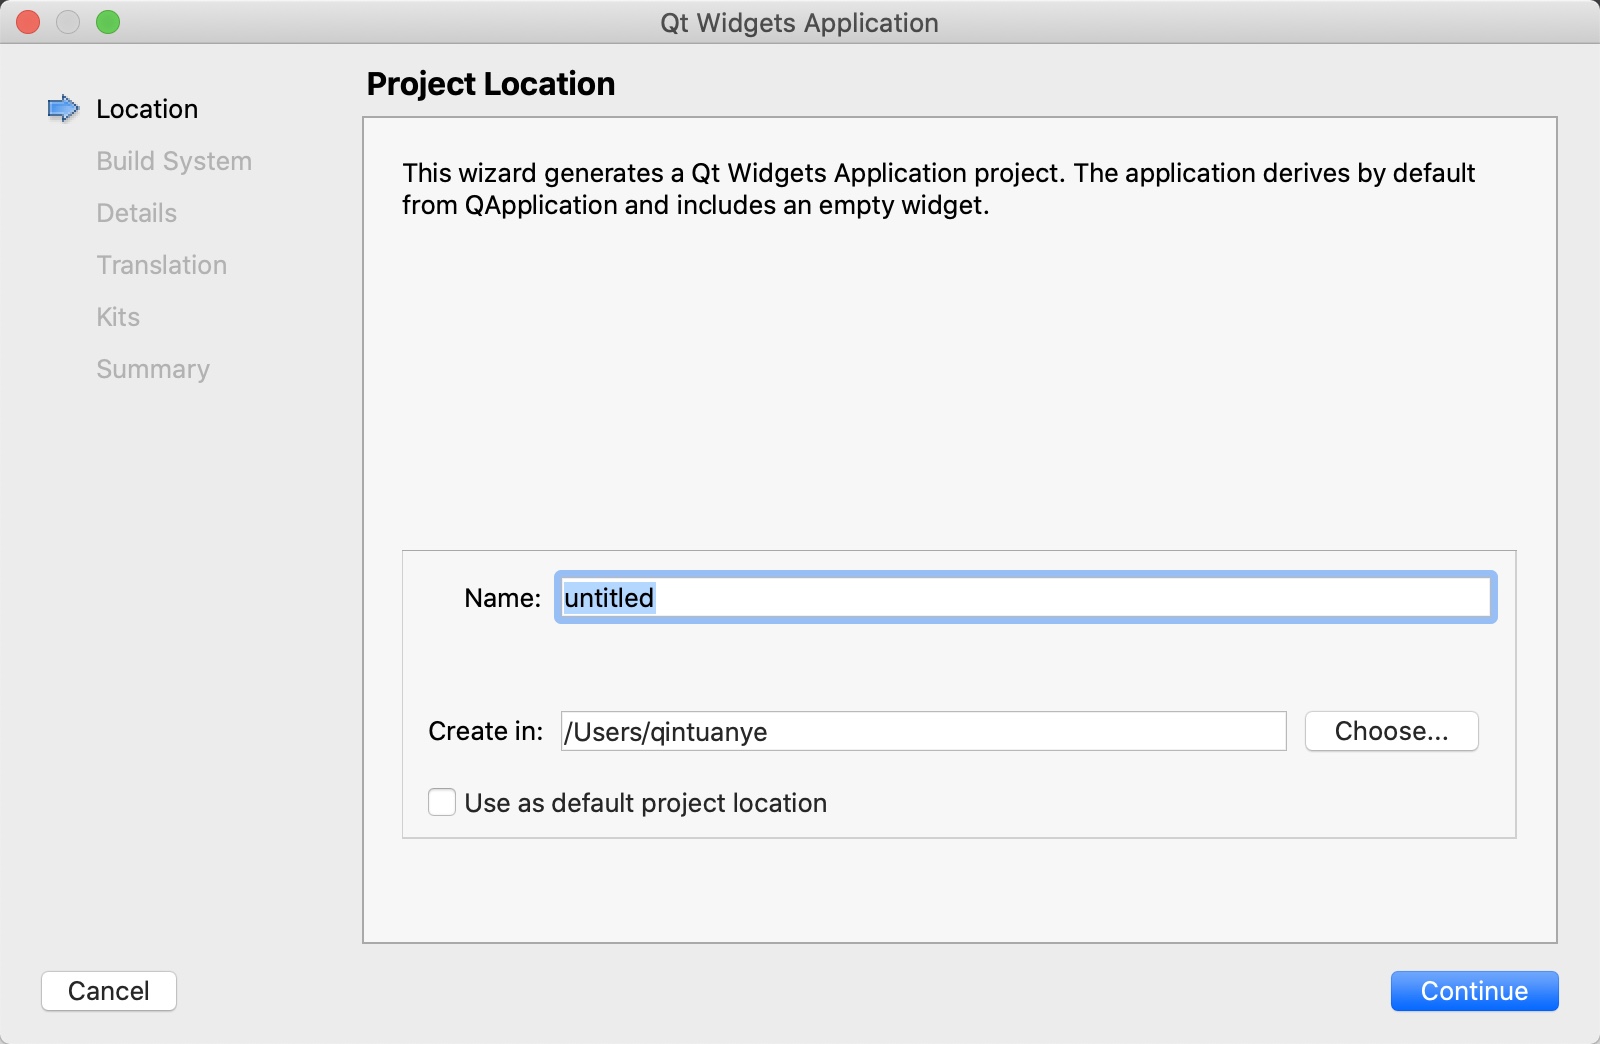 Qt Widgets Application
Location
Build System
Details
Translation
Kits
Summary
Project Location
This wizard generates a Qt Widgets Application project. The application derives by default
from QApplication and includes an empty widget.
Name: untitled
Create in: /Users/qintuanye Choose...
Use as default project location
Cancel Continue